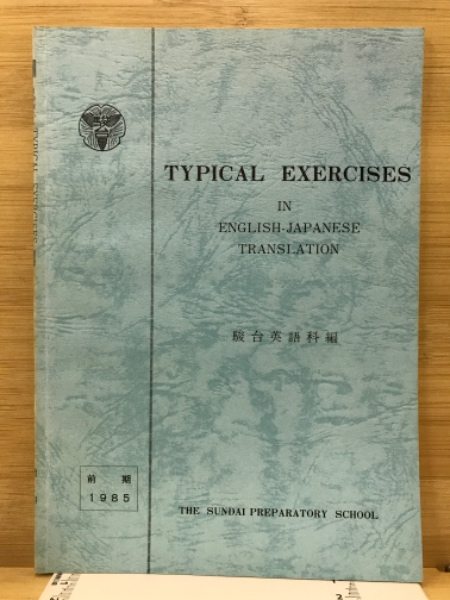 TYPICAL EXERCISES
IN
ENGLISH-JAPANESE
TRANSLATION
駿台英語科編
前期
1985
THE SUNDAI PREPARATORY SCHOOL